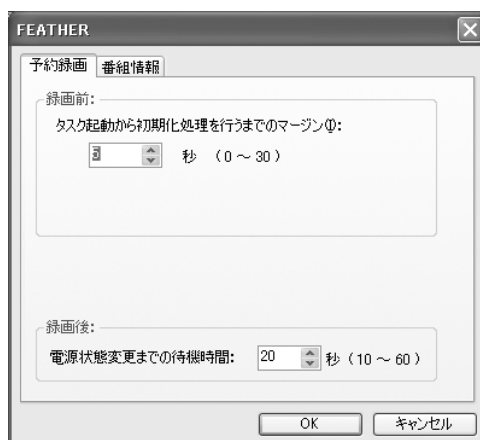 FEATHER
予約録画 番組情報
録画前:
タスク起動から初期化処理を行うまでのマージン(I):
秒 (0～30)
録画後:
電源状態変更までの待機時間: 20 秒 (10～60)
OK キャンセル